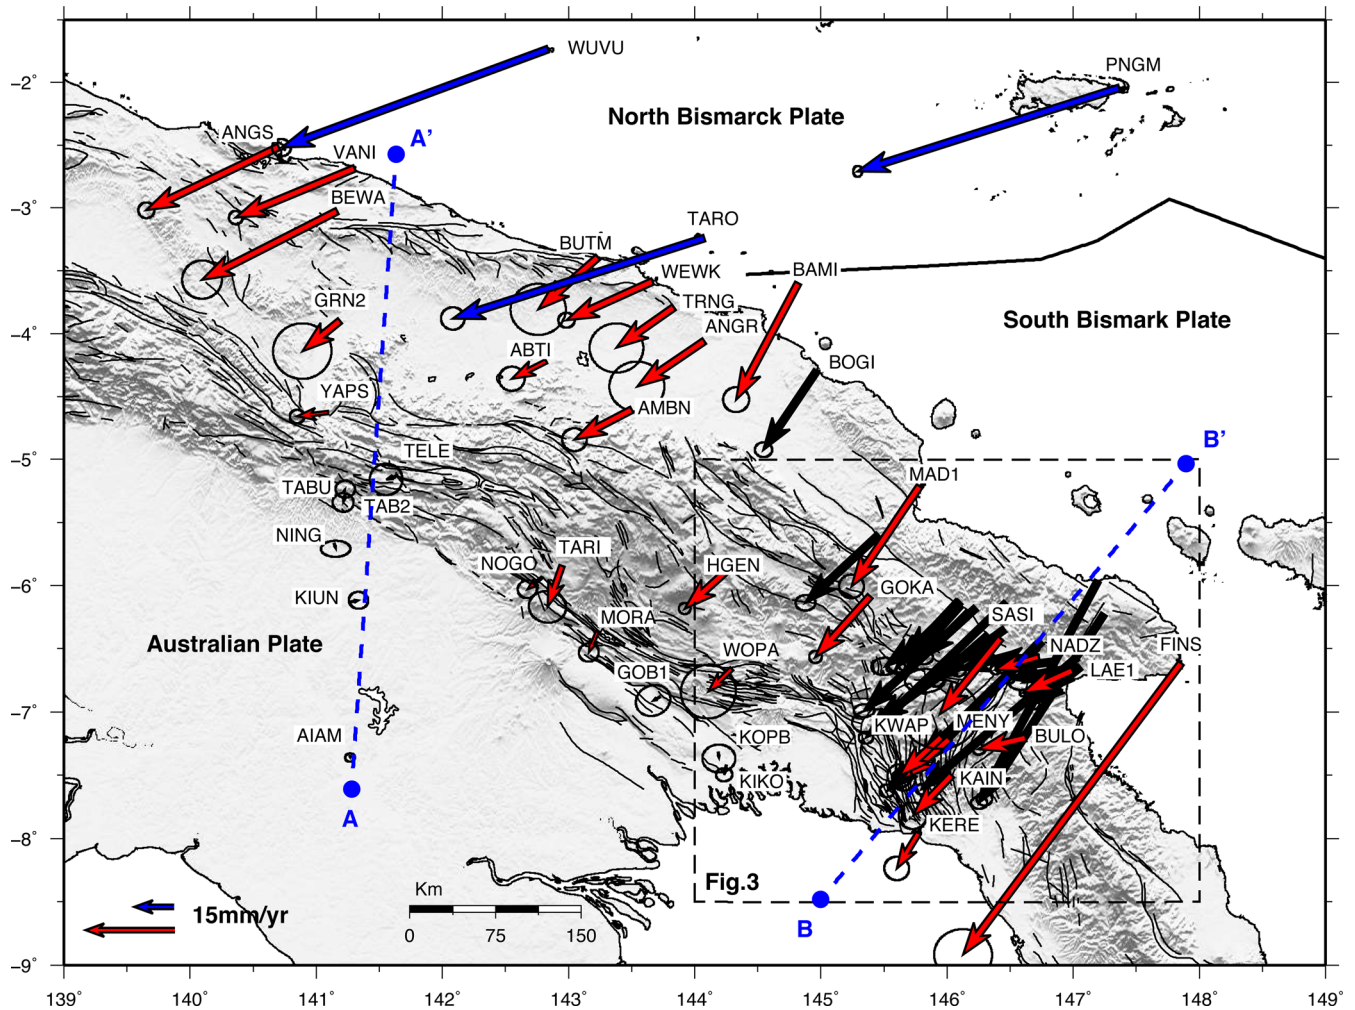 WUVU
PNGM
−2°
North Bismarck Plate
ANGS
A’
VANI
BEWA
−3°
TARO
BUTM
WEWK
BAMI
GRN2
TRNG
South Bismark Plate
ANGR
−4°
ABTI
BOGI
YAPS
AMBN
B’
TELE
−5°
MAD1
TABU
TAB2
NING
TARI
NOGO
HGEN
−6°
GOKA
KIUN
MORA
SASI
Australian Plate
WOPA
NADZ
FINS
GOB1
LAE1
−7°
KWAP
MENY
AIAM
KOPB
BULO
KIKO
KAIN
A
KERE
−8°
Fig.3
Km
15mm/yr
B
0 75 150
−9°
139° 140° 141° 142° 143° 144° 145° 146° 147° 148° 149°